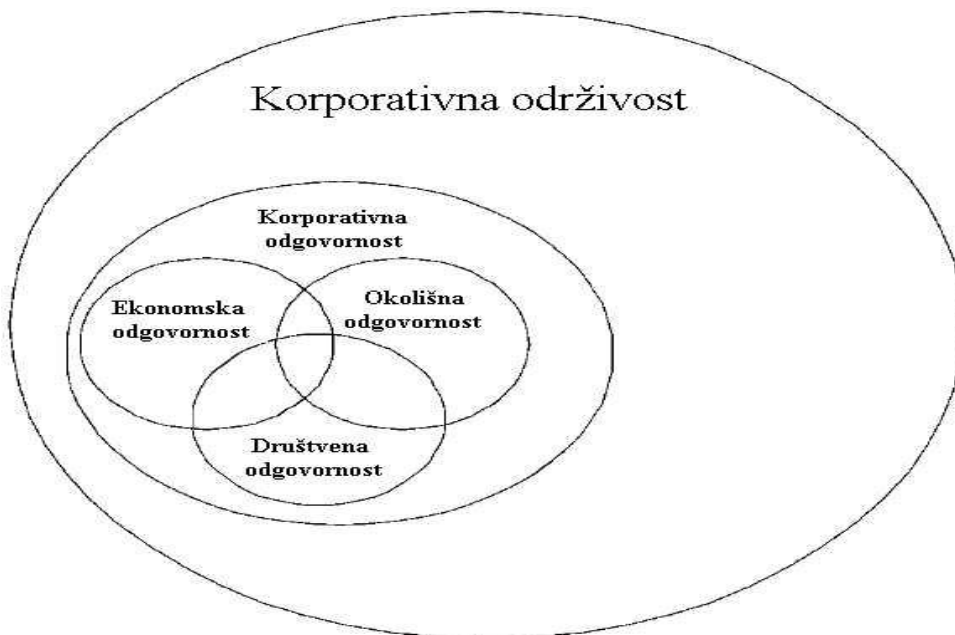 Korporativna održivost
Korporativna
odgovornost
Ekonomska
odgovornost
Okolišna
odgovornost
Društvena
odgovornost